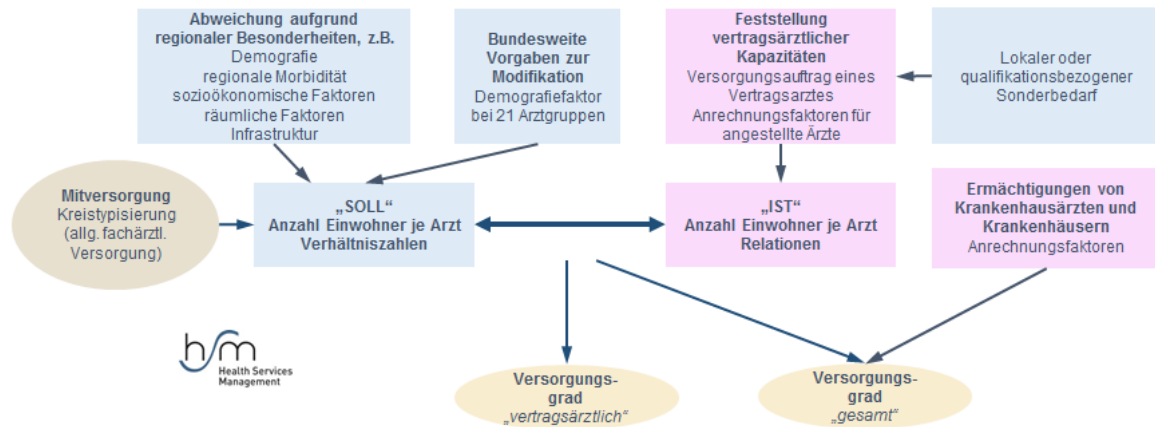 Abweichung aufgrund
regionaler Besonderheiten, z.B.
Demografie
regionale Morbidität
sozioökonomische Faktoren
räumliche Faktoren
Infrastruktur
Bundesweite
Vorgaben zur
Modifikation
Demografiefaktor
bei 21 Arztgruppen
Feststellung
vertragsärztlicher
Kapazitäten
Versorgungsauftrag eines
Vertragsarztes
Anrechnungsfaktoren für
angestellte Ärzte
Lokaler oder
qualifikationsbezogener
Sonderbedarf
Mitversorgung
Kreistypisierung
(allg. fachärztl.
Versorgung)
„SOLL“
Anzahl Einwohner je Arzt
Verhältniszahlen
„IST“
Anzahl Einwohner je Arzt
Relationen
Ermächtigungen von
Krankenhausärzten und
Krankenhäusern
Anrechnungsfaktoren
hsm
Health Services
Management
Versorgungs-
grad
„vertragsärztlich“
Versorgungs-
grad
„gesamt“